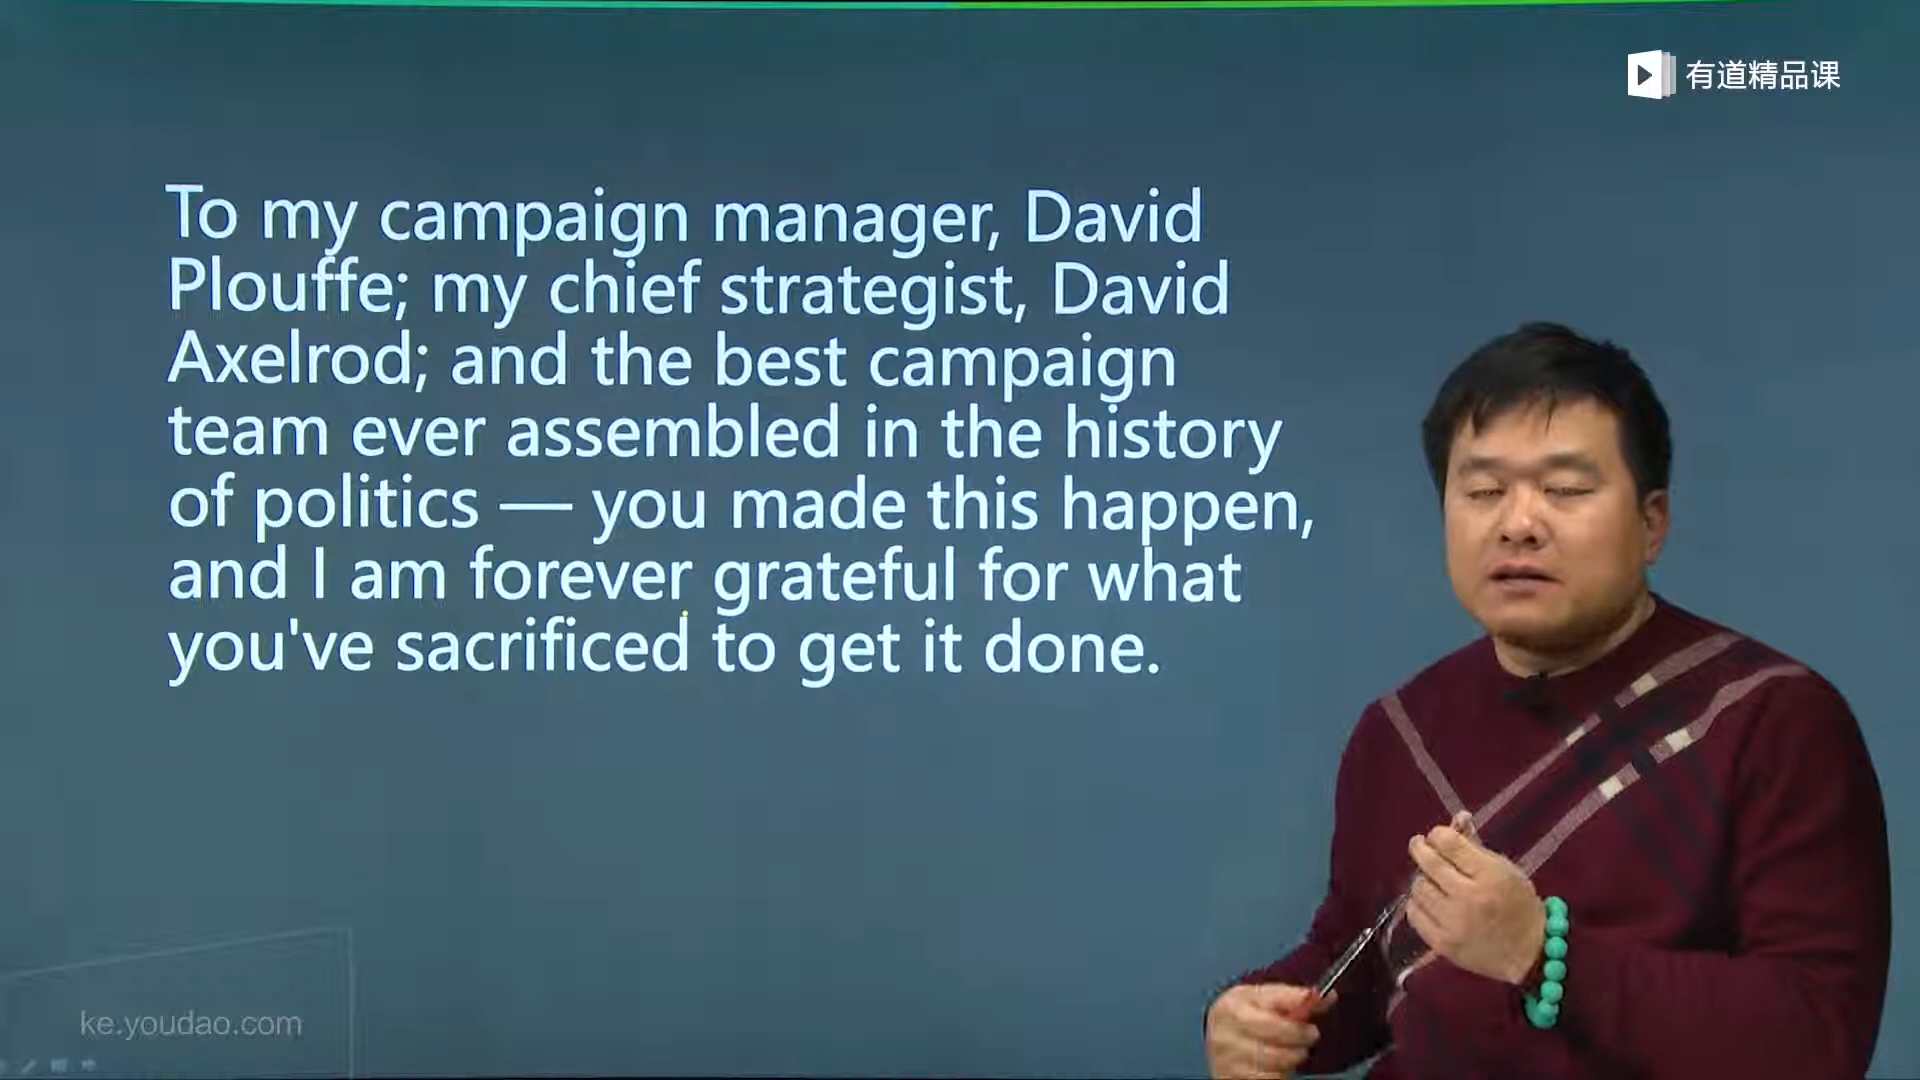 有道精品课
To my campaign manager, David
Plouffe; my chief strategist, David
Axelrod; and the best campaign
team ever assembled in the history
of politics — you made this happen,
and I am forever grateful for what
you've sacrificed to get it done.
ke.youdao.com